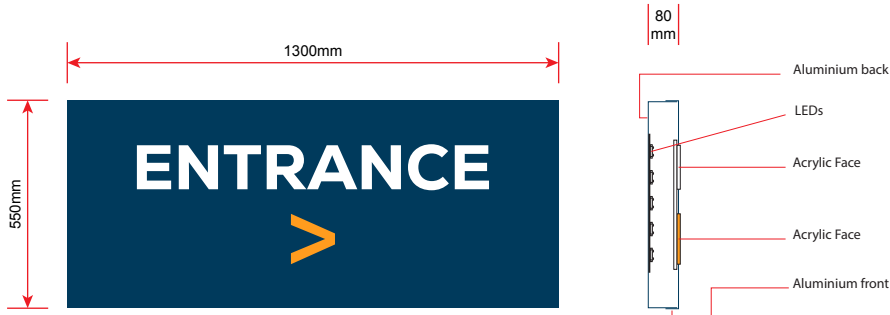 80
mm
1300mm
Aluminium back
LEDs
ENTRANCE
Acrylic Face
550mm
>
Acrylic Face
Aluminium front